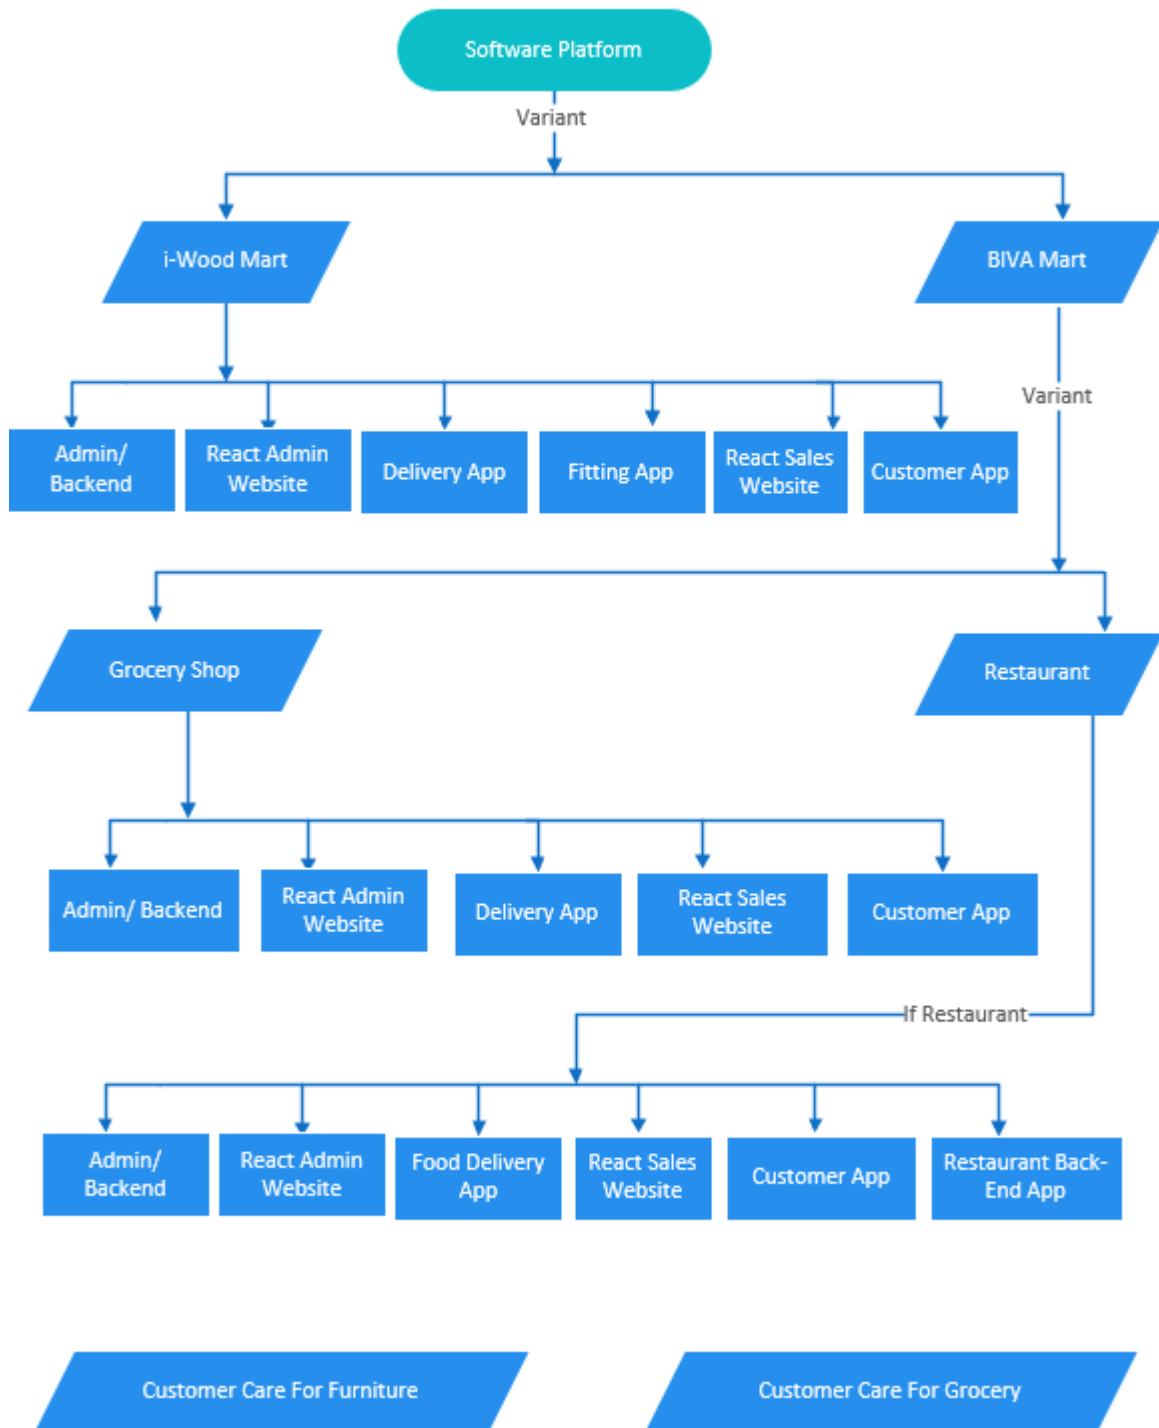 Software Platform
Variant
i-Wood Mart
BIVA Mart
Variant
Admin/
Backend
React Admin
Website
Delivery App
Fitting App
React Sales
Website
Customer App
Grocery Shop
Restaurant
Admin/ Backend
React Admin
Website
Delivery App
React Sales
Website
Customer App
If Restaurant
Admin/
Backend
React Admin
Website
Food Delivery
App
React Sales
Website
Customer App
Restaurant Back-
End App
Customer Care For Furniture
Customer Care For Grocery